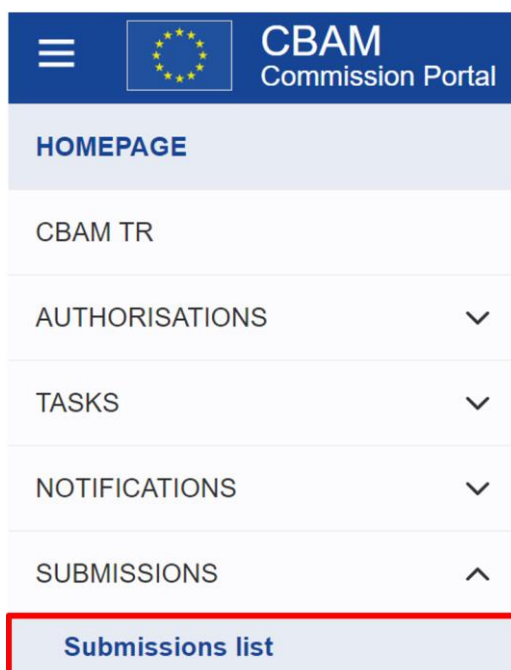 CBAM
Commission Portal
HOMEPAGE
CBAM TR
AUTHORISATIONS
TASKS
NOTIFICATIONS
SUBMISSIONS
Submissions list